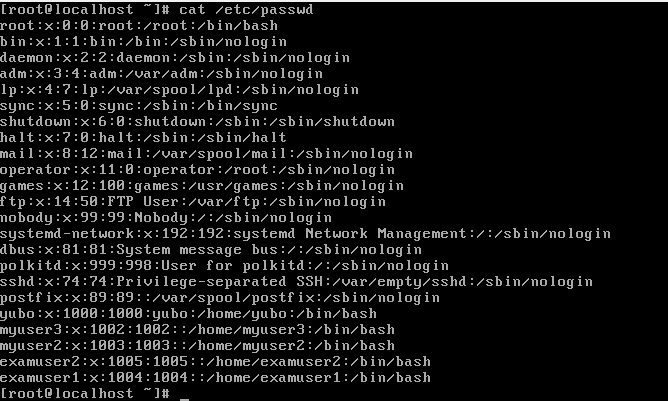 [root@localhost ~]# cat /etc/passwd
root:x:0:0:root:/root:/bin/bash
bin:x:1:1:bin:/bin:/sbin/nologin
daemon:x:2:2:daemon:/sbin:/sbin/nologin
adm:x:3:4:adm:/var/adm:/sbin/nologin
lp:x:4:7:lp:/var/spool/lpd:/sbin/nologin
sync:x:5:0:sync:/sbin:/bin/sync
shutdown:x:6:0:shutdown:/sbin:/sbin/shutdown
halt:x:7:0:halt:/sbin:/sbin/halt
mail:x:8:12:mail:/var/spool/mail:/sbin/nologin
operator:x:11:0:operator:/root:/sbin/nologin
games:x:12:100:games:/usr/games:/sbin/nologin
ftp:x:14:50:FTP User:/var/ftp:/sbin/nologin
nobody:x:99:99:Nobody:/:/sbin/nologin
systemd-network:x:192:192:systemd Network Management:/:/sbin/nologin
dbus:x:81:81:System message bus:/:/sbin/nologin
polkitd:x:999:998:User for polkitd:/:/sbin/nologin
sshd:x:74:74:Privilege-separated SSH:/var/empty/sshd:/sbin/nologin
postfix:x:89:89::/var/spool/postfix:/sbin/nologin
yubo:x:1000:1000:yubo:/home/yubo:/bin/bash
myuser3:x:1002:1002::/home/myuser3:/bin/bash
myuser2:x:1003:1003::/home/myuser2:/bin/bash
examuser2:x:1005:1005::/home/examuser2:/bin/bash
examuser1:x:1004:1004::/home/examuser1:/bin/bash
[root@localhost ~]# _